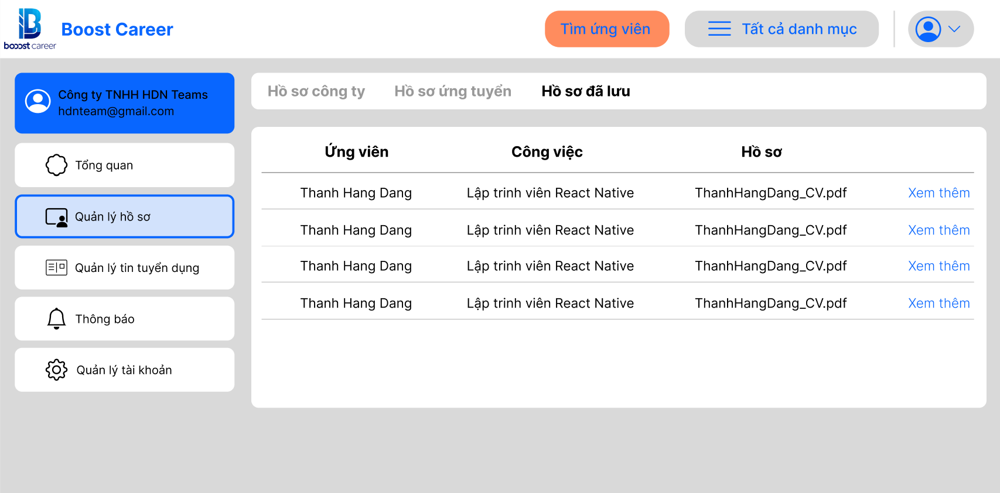 booost career
Boost Career
Tìm ứng viên
Tất cả danh mục
Công ty TNHH HDN Teams
hdnteam@gmail.com
Tổng quan
Quản lý hồ sơ
Quản lý tin tuyển dụng
Thông báo
Quản lý tài khoản
Hồ sơ công ty Hồ sơ ứng tuyển Hồ sơ đã lưu
Ứng viên Công việc Hồ sơ
Thanh Hang Dang Lập trinh viên React Native ThanhHangDang_CV.pdf Xem thêm
Thanh Hang Dang Lập trinh viên React Native ThanhHangDang_CV.pdf Xem thêm
Thanh Hang Dang Lập trinh viên React Native ThanhHangDang_CV.pdf Xem thêm
Thanh Hang Dang Lập trinh viên React Native ThanhHangDang_CV.pdf Xem thêm